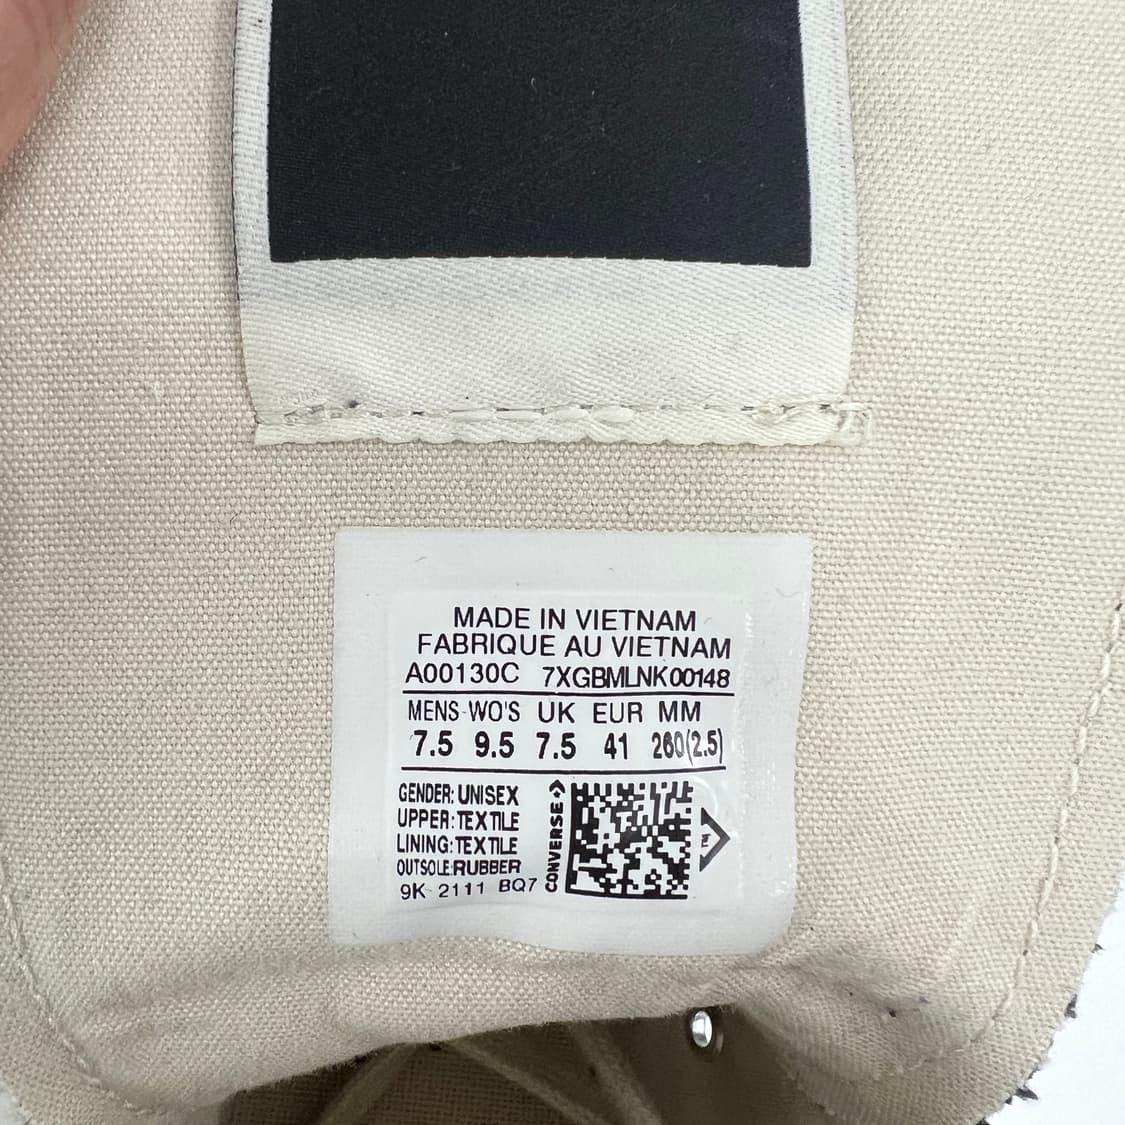 MADE IN VIETNAM
FABRIQUE AU VIETNAM
A00130C 7XGBMLNK00148
MENS WO'S UK EUR MM
7.5 9.5 7.5 41 260(2.5)
GENDER: UNISEX
UPPER: TEXTILE
LINING: TEXTILE
OUTSOLE: RUBBER
9K 2111 BQ7
CONVERSE
TM